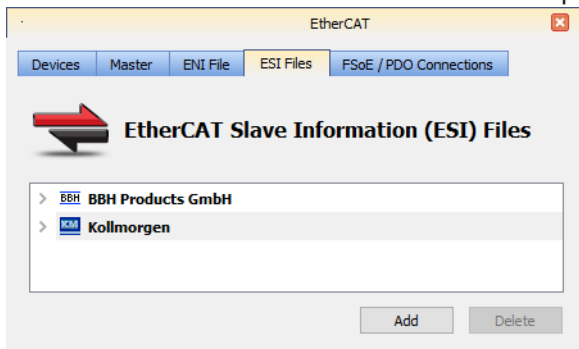 EtherCAT
Devices Master ENI File ESI Files FSoE / PDO Connections
EtherCAT Slave Information (ESI) Files
BBH BBH Products GmbH
KM Kollmorgen
Add Delete